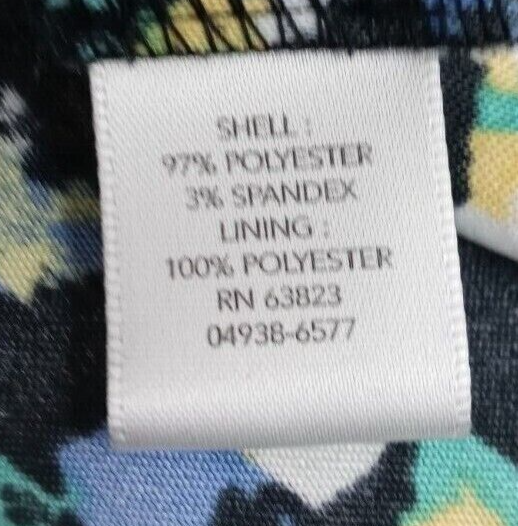 SHELL :
97% POLYESTER
3% SPANDEX
LINING :
100% POLYESTER
RN 63823
04938-6577